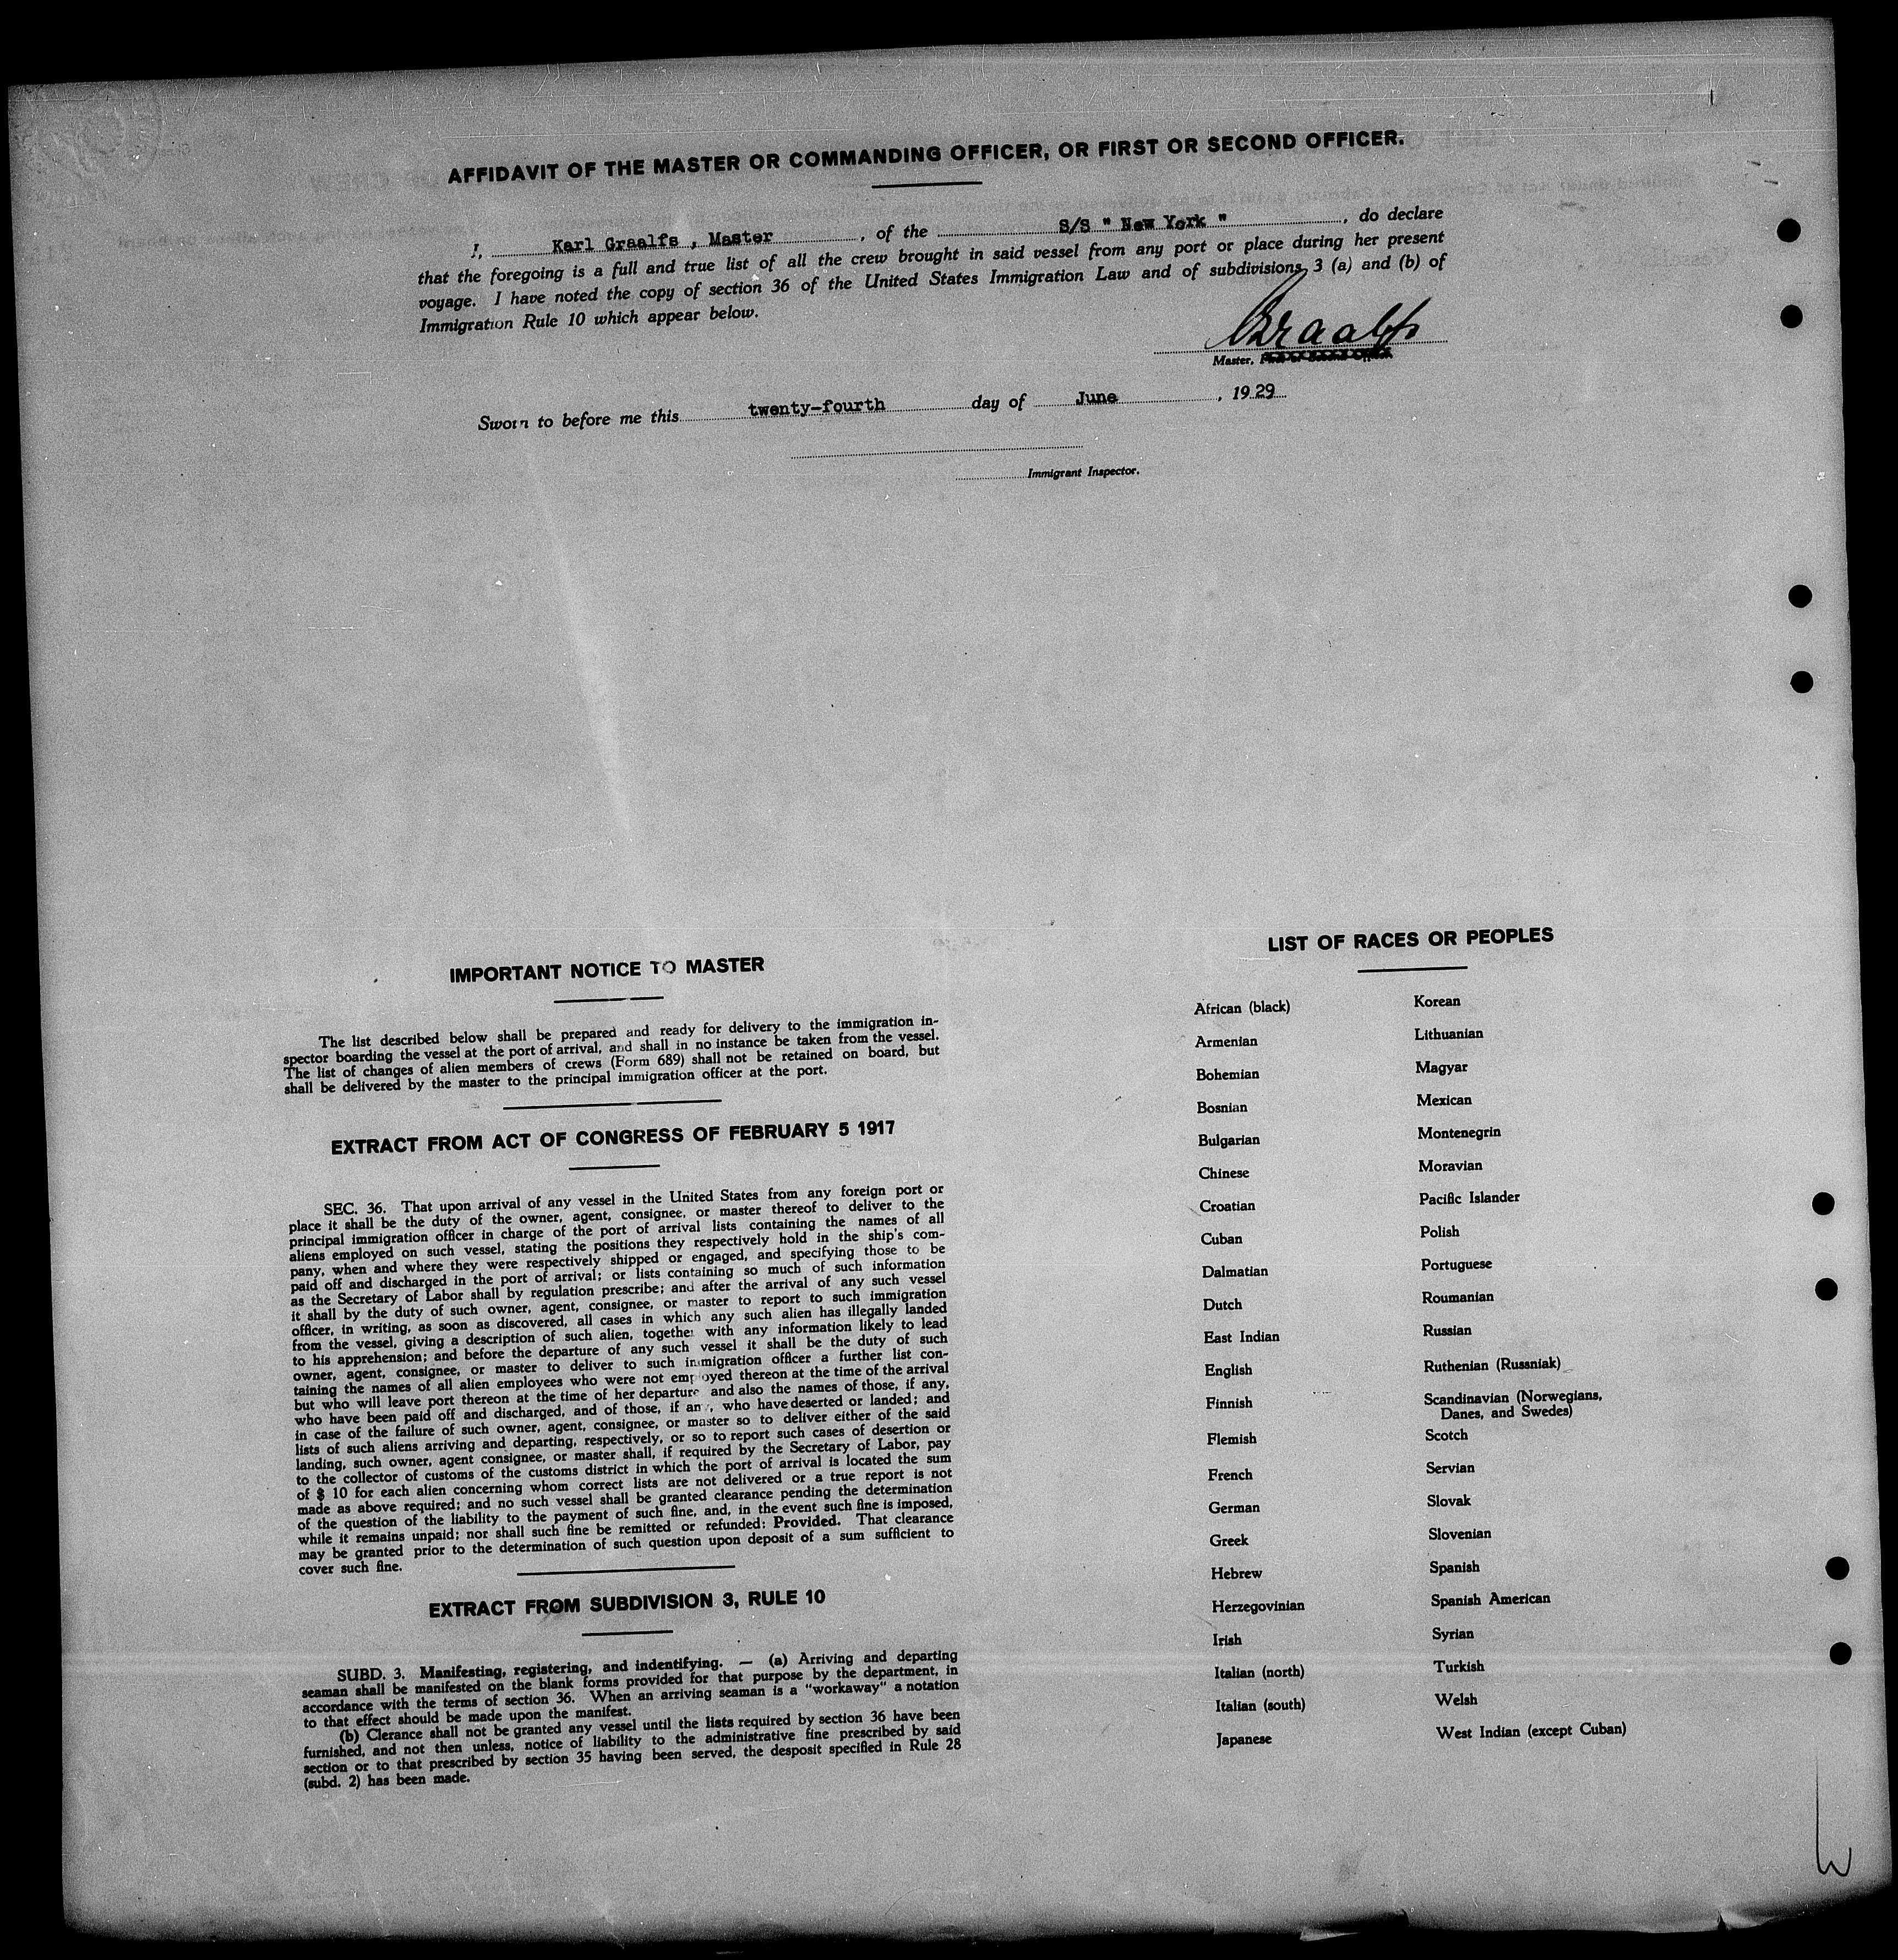 AFFIDAVIT OF THE MASTER OR COMMANDING OFFICER, OR FIRST OR SECOND OFFICER.
I, Karl Graalfs , Master , of the S/S " New York " , do declare
that the foregoing is a full and true list of all the crew brought in said vessel from any port or place during her present
voyage. I have noted the copy of section 36 of the United States Immigration Law and of subdivisions 3 (a) and (b) of
Immigration Rule 10 which appear below.
Graalfs
Master,
Sworn to before me this twenty-fourth day of June , 1929
Immigrant Inspector.
IMPORTANT NOTICE TO MASTER
The list described below shall be prepared and ready for delivery to the immigration in-
spector boarding the vessel at the port of arrival, and shall in no instance be taken from the vessel.
The list of changes of alien members of crews (Form 689) shall not be retained on board, but
shall be delivered by the master to the principal immigration officer at the port.
EXTRACT FROM ACT OF CONGRESS OF FEBRUARY 5 1917
SEC. 36. That upon arrival of any vessel in the United States from any foreign port or
place it shall be the duty of the owner, agent, consignee, or master thereof to deliver to the
principal immigration officer in charge of the port of arrival lists containing the names of all
aliens employed on such vessel, stating the positions they respectively hold in the ship's com-
pany, when and where they were respectively shipped or engaged, and specifying those to be
paid off and discharged in the port of arrival; or lists containing so much of such information
as the Secretary of Labor shall by regulation prescribe; and after the arrival of any such vessel
it shall by the duty of such owner, agent, consignee, or master to report to such immigration
officer, in writing, as soon as discovered, all cases in which any such alien has illegally landed
from the vessel, giving a description of such alien, together with any information likely to lead
to his apprehension; and before the departure of any such vessel it shall be the duty of such
owner, agent, consignee, or master to deliver to such immigration officer a further list con-
taining the names of all alien employees who were not employed thereon at the time of the arrival
but who will leave port thereon at the time of her departure and also the names of those, if any,
who have been paid off and discharged, and of those, if any, who have deserted or landed; and
in case of the failure of such owner, agent, consignee, or master so to deliver either of the said
lists of such aliens arriving and departing, respectively, or so to report such cases of desertion or
landing, such owner, agent consignee, or master shall, if required by the Secretary of Labor, pay
to the collector of customs of the customs district in which the port of arrival is located the sum
of $ 10 for each alien concerning whom correct lists are not delivered or a true report is not
made as above required; and no such vessel shall be granted clearance pending the determination
of the question of the liability to the payment of such fine, and, in the event such fine is imposed,
while it remains unpaid; nor shall such fine be remitted or refunded: Provided. That clearance
may be granted prior to the determination of such question upon deposit of a sum sufficient to
cover such fine.
EXTRACT FROM SUBDIVISION 3, RULE 10
SUBD. 3. Manifesting, registering, and indentifying. — (a) Arriving and departing
seaman shall be manifested on the blank forms provided for that purpose by the department, in
accordance with the terms of section 36. When an arriving seaman is a "workaway" a notation
to that effect should be made upon the manifest.
(b) Clerance shall not be granted any vessel until the lists required by section 36 have been
furnished, and not then unless, notice of liability to the administrative fine prescribed by said
section or to that prescribed by section 35 having been served, the desposit specified in Rule 28
(subd. 2) has been made.
LIST OF RACES OR PEOPLES
African (black)
Armenian
Bohemian
Bosnian
Bulgarian
Chinese
Croatian
Cuban
Dalmatian
Dutch
East Indian
English
Finnish
Flemish
French
German
Greek
Hebrew
Herzegovinian
Irish
Italian (north)
Italian (south)
Japanese
Korean
Lithuanian
Magyar
Mexican
Montenegrin
Moravian
Pacific Islander
Polish
Portuguese
Roumanian
Russian
Ruthenian (Russniak)
Scandinavian (Norwegians,
Danes, and Swedes)
Scotch
Servian
Slovak
Slovenian
Spanish
Spanish American
Syrian
Turkish
Welsh
West Indian (except Cuban)